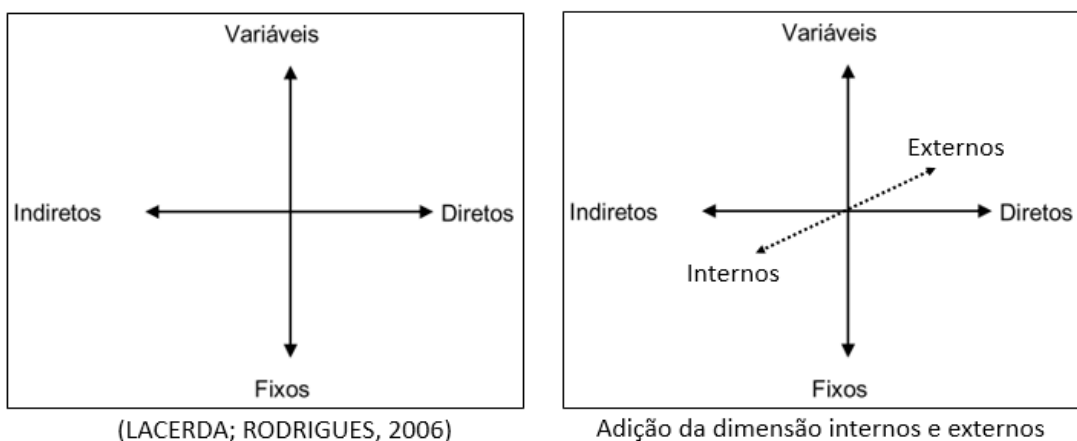 Variáveis
Indiretos
Diretos
Fixos
(LACERDA; RODRIGUES, 2006)
Variáveis
Externos
Indiretos
Diretos
Internos
Fixos
Adição da dimensão internos e externos